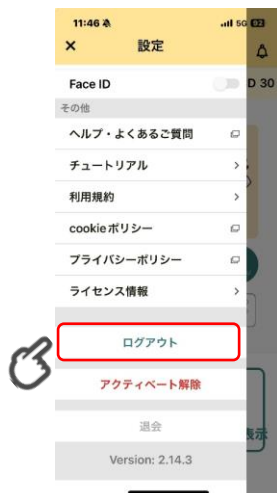 11:46
5G 62
× 設定
Face ID
D 30
その他
ヘルプ・よくあるご質問
チュートリアル
利用規約
cookieポリシー
プライバシーポリシー
ライセンス情報
ログアウト
アクティベート解除
退会
表示
Version: 2.14.3